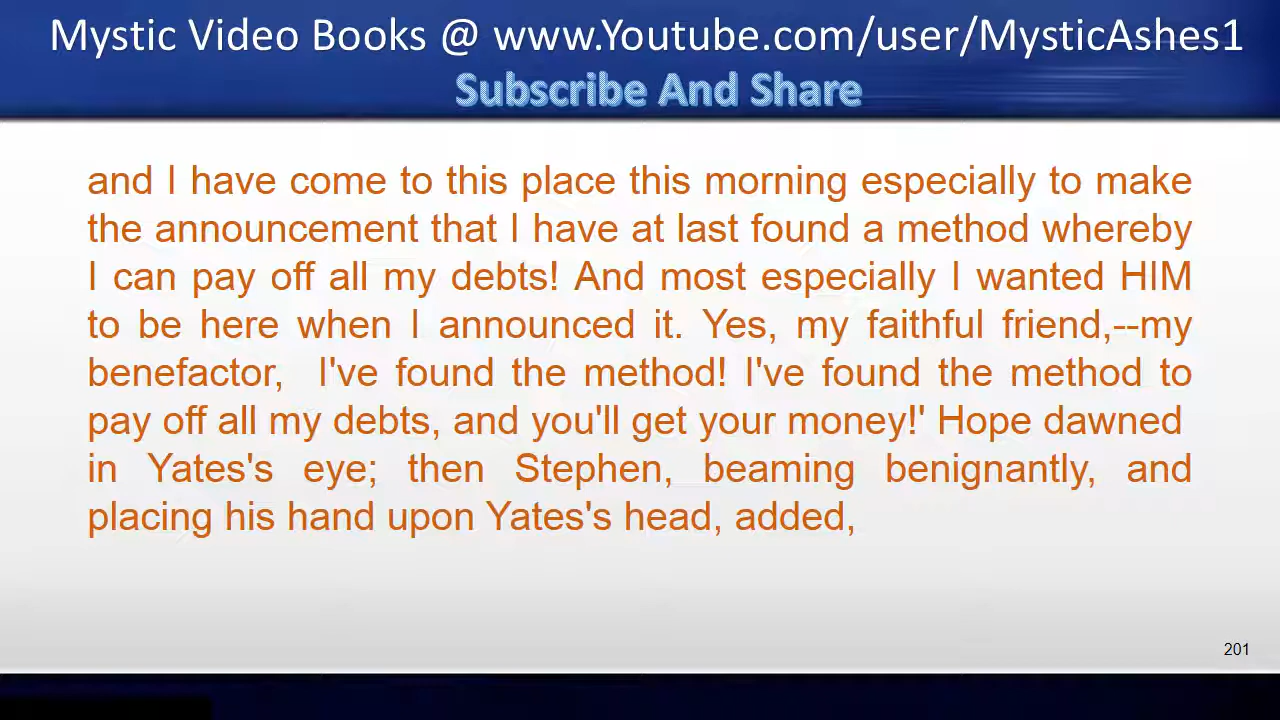 Mystic Video Books @ www.Youtube.com/user/MysticAshes1
Subscribe And Share
and I have come to this place this morning especially to make
the announcement that I have at last found a method whereby
I can pay off all my debts! And most especially I wanted HIM
to be here when I announced it. Yes, my faithful friend,--my
benefactor, I've found the method! I've found the method to
pay off all my debts, and you'll get your money!' Hope dawned
in Yates's eye; then Stephen, beaming benignantly, and
placing his hand upon Yates's head, added,
201